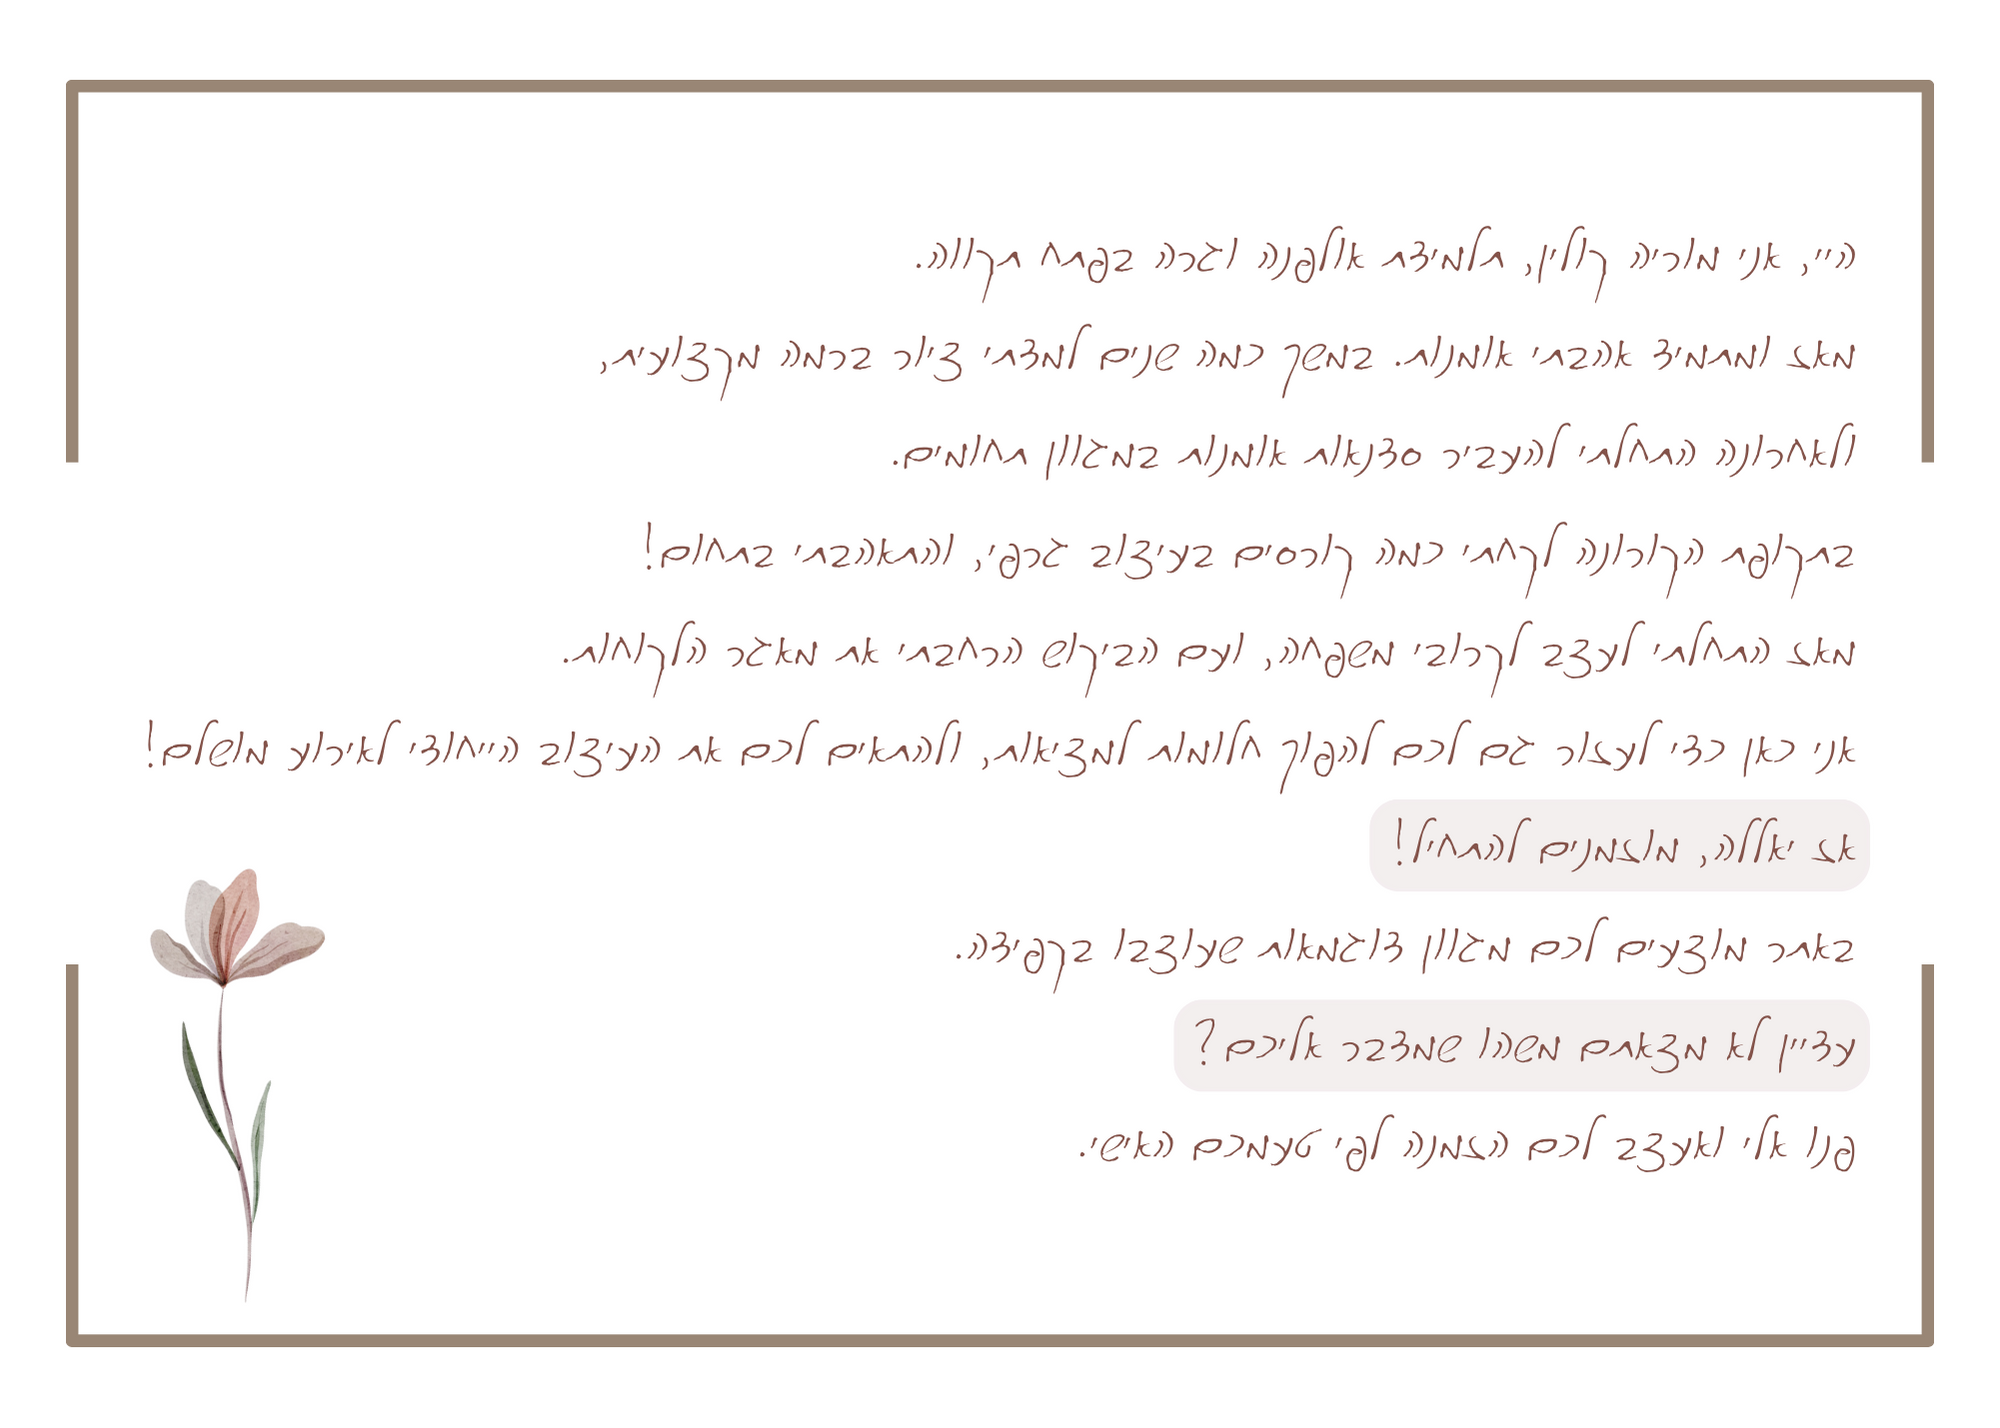 היי, אני מוריה קולין, תלמידת אולפנה וגרה בפתח תקווה.
מאז ומתמיד אהבתי אומנות. במשך כמה שנים למדתי ציור ברמה מקצועית,
ולאחרונה התחלתי להעביר סדנאות אומנות במגוון תחומים.
בתקופת הקורונה לקחתי כמה קורסים בעיצוב גרפי, והתאהבתי בתחום!
מאז התחלתי לעצב לקרובי משפחה, ועם הביקוש הרחבתי את מאגר הלקוחות.
אני כאן כדי לעזור גם לכם להפוך חלומות למציאות, ולהתאים לכם את העיצוב הייחודי לאירוע מושלם!
אז יאללה, מוזמנים להתחיל!
באתר מוצעים לכם מגוון דוגמאות שעוצבו בקפידה.
עדיין לא מצאתם משהו שמדבר אליכם?
פנו אלי ואעצב לכם הזמנה לפי טעמכם האישי.